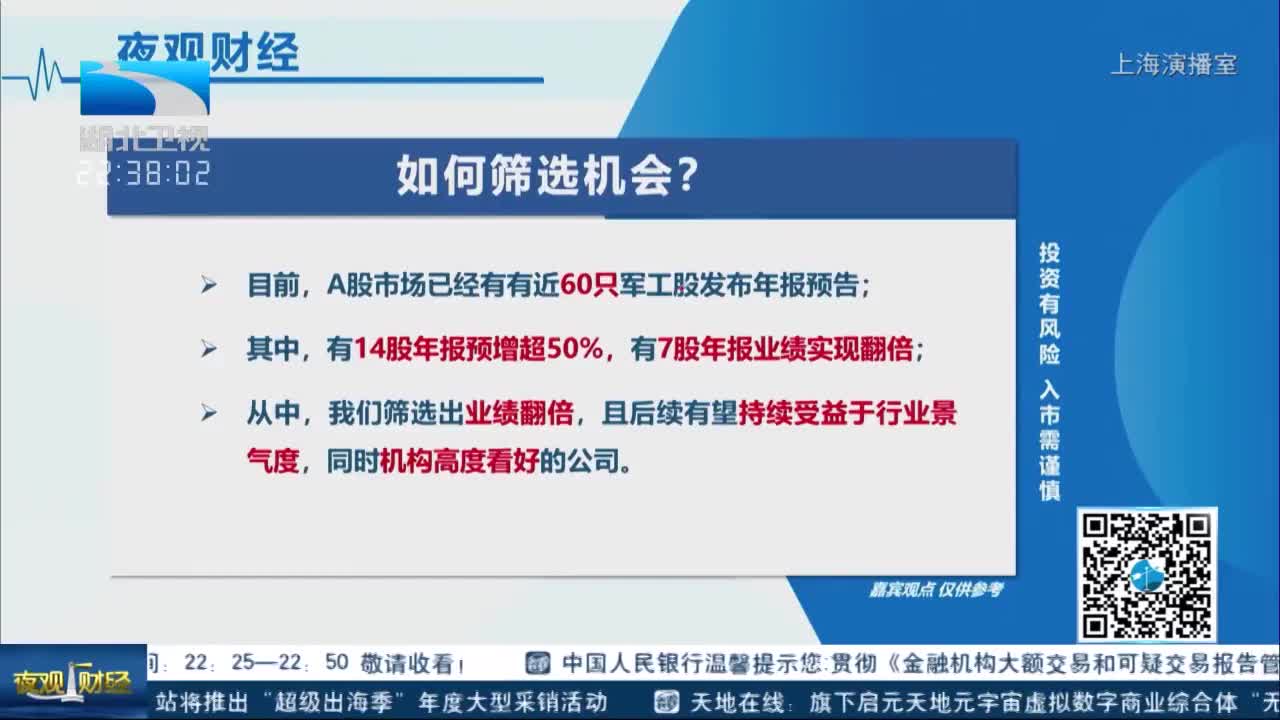 夜观财经
上海演播室
湖北卫视
22:38:02
如何筛选机会？
目前，A股市场已经有有近60只军工股发布年报预告；
其中，有14股年报预增超50%，有7股年报业绩实现翻倍；
从中，我们筛选出业绩翻倍，且后续有望持续受益于行业景
气度，同时机构高度看好的公司。
投资有风险 入市需谨慎
嘉宾观点 仅供参考
夜观财经
间：22：25—22：50 敬请收看！ 中国人民银行温馨提示您:贯彻《金融机构大额交易和可疑交易报告管
站将推出“超级出海季”年度大型采销活动 天地在线：旗下启元天地元宇宙虚拟数字商业综合体“无